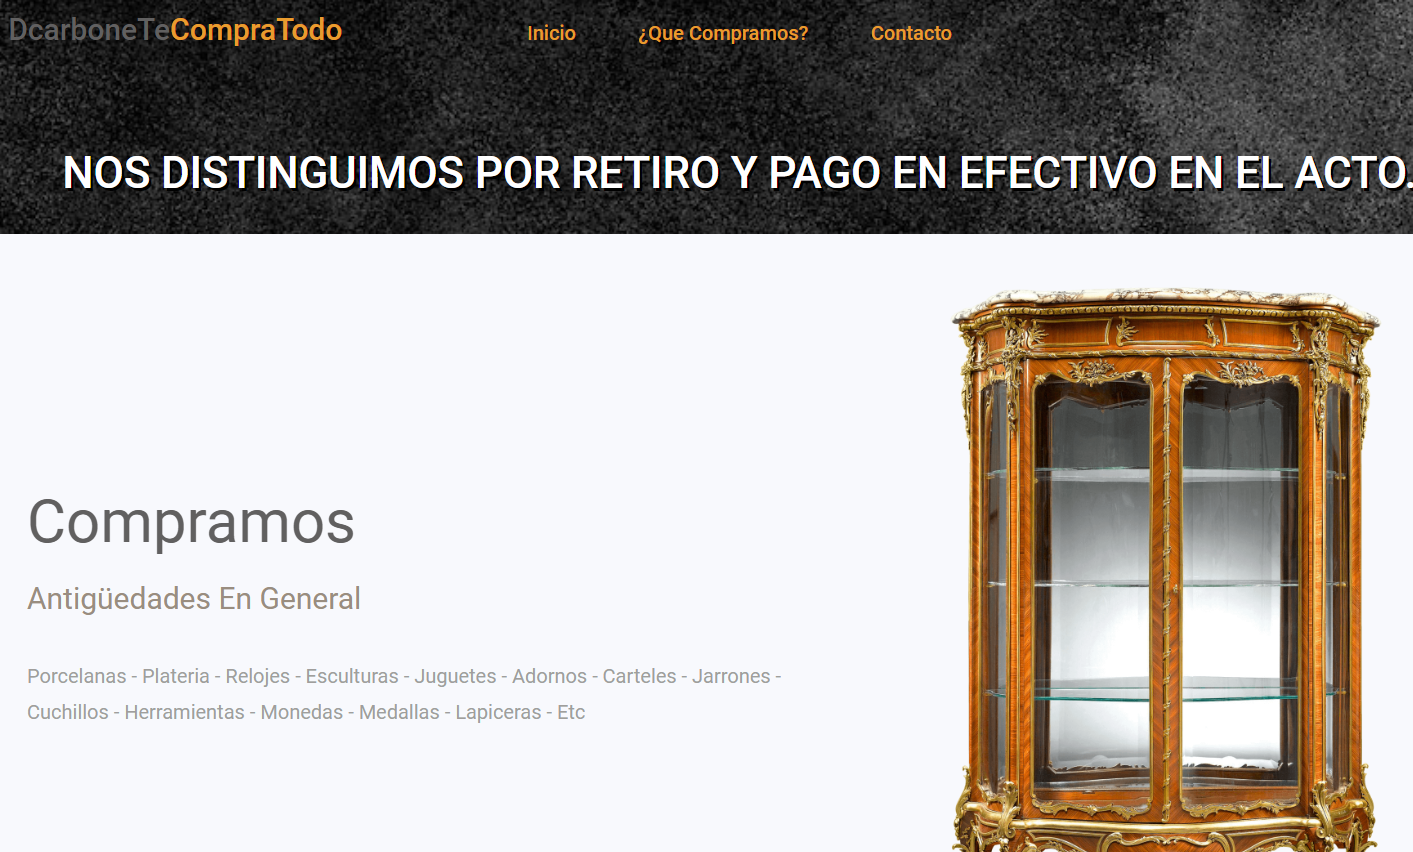 DcarboneTeCompraTodo
Inicio
¿Que Compramos?
Contacto
NOS DISTINGUIMOS POR RETIRO Y PAGO EN EFECTIVO EN EL ACTO.
Compramos
Antigüedades En General
Porcelanas - Plateria - Relojes - Esculturas - Juguetes - Adornos - Carteles - Jarrones -
Cuchillos - Herramientas - Monedas - Medallas - Lapiceras - Etc